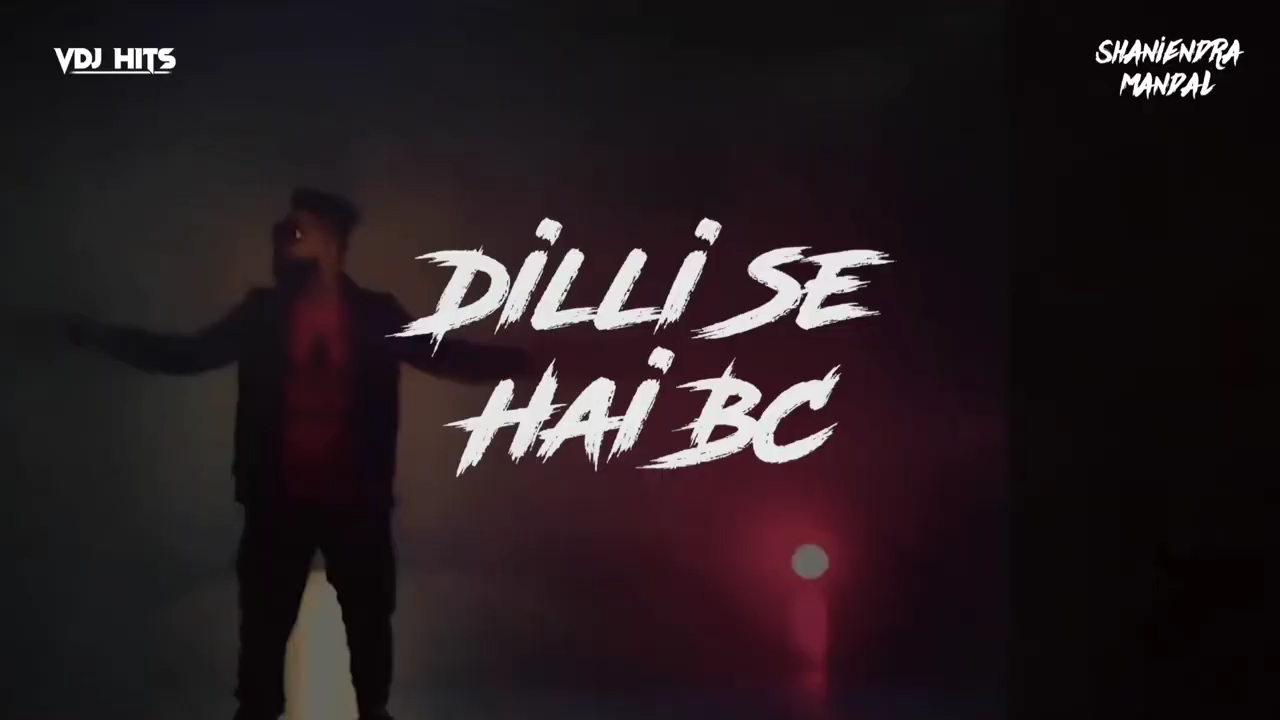 VDJ HITS
SHANIENDRA
MANDAL
DILLI SE
HAI BC